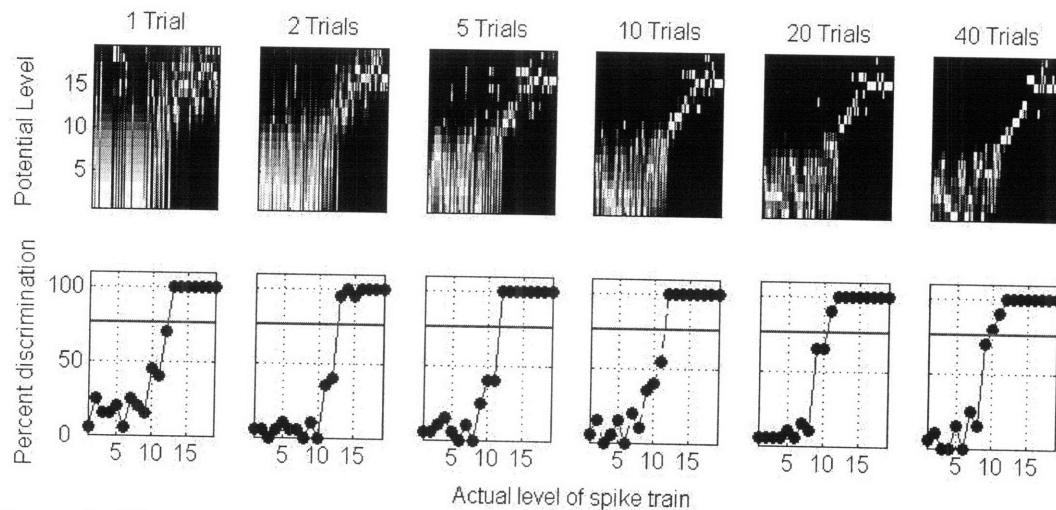 1 Trial 2 Trials 5 Trials 10 Trials 20 Trials 40 Trials
Potential Level
15
10
5
Percent discrimination
100
50
0
5 10 15 5 10 15 5 10 15 5 10 15 5 10 15 5 10 15
Actual level of spike train